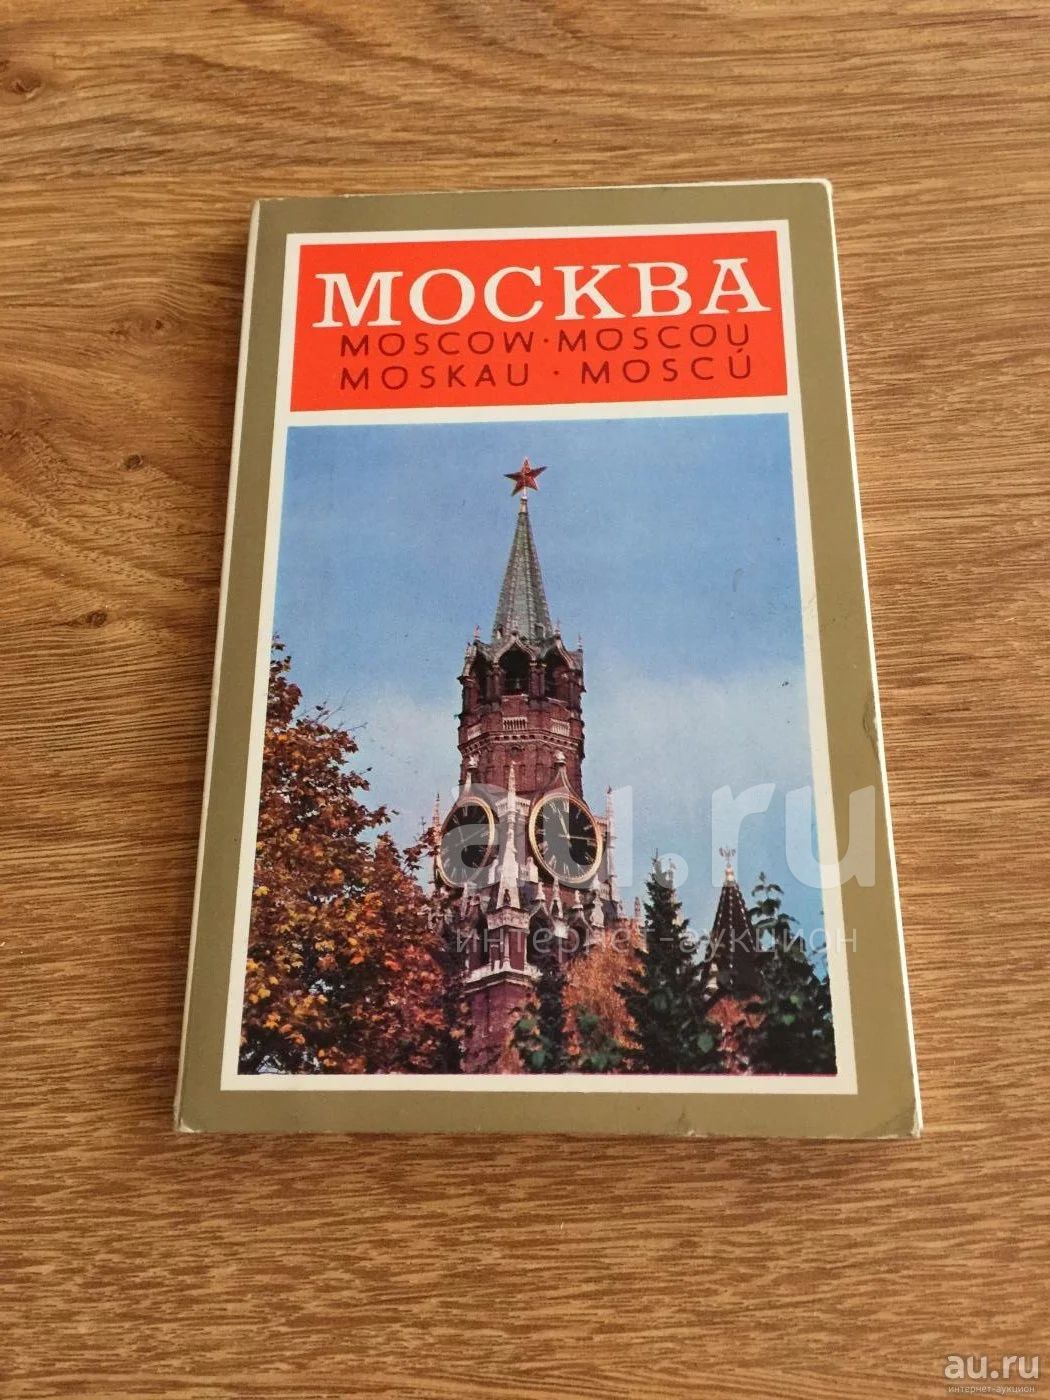 МОСКВА
MOSCOW · MOSCOU
MOSKAU · MOSCÚ
au.ru
интернет-аукцион
au.ru
интернет-аукцион